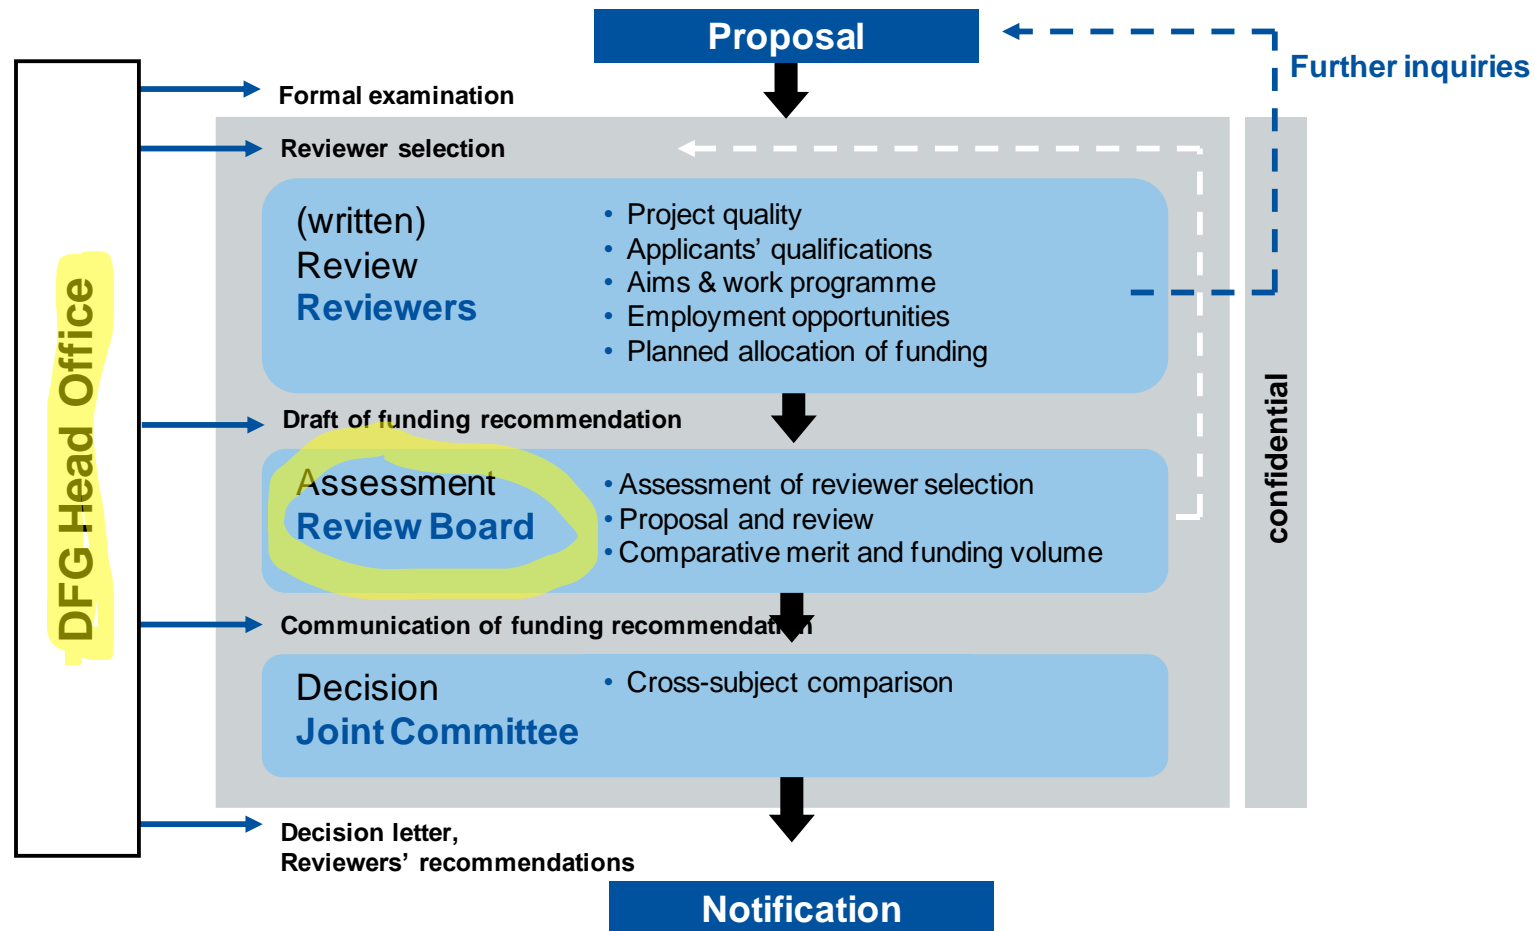 Proposal
Further inquiries
DFG Head Office
Formal examination
Reviewer selection
(written)
Review
Reviewers
• Project quality
• Applicants’ qualifications
• Aims & work programme
• Employment opportunities
• Planned allocation of funding
confidential
Draft of funding recommendation
Assessment
Review Board
• Assessment of reviewer selection
• Proposal and review
• Comparative merit and funding volume
Communication of funding recommendation
Decision
Joint Committee
• Cross-subject comparison
Decision letter,
Reviewers’ recommendations
Notification